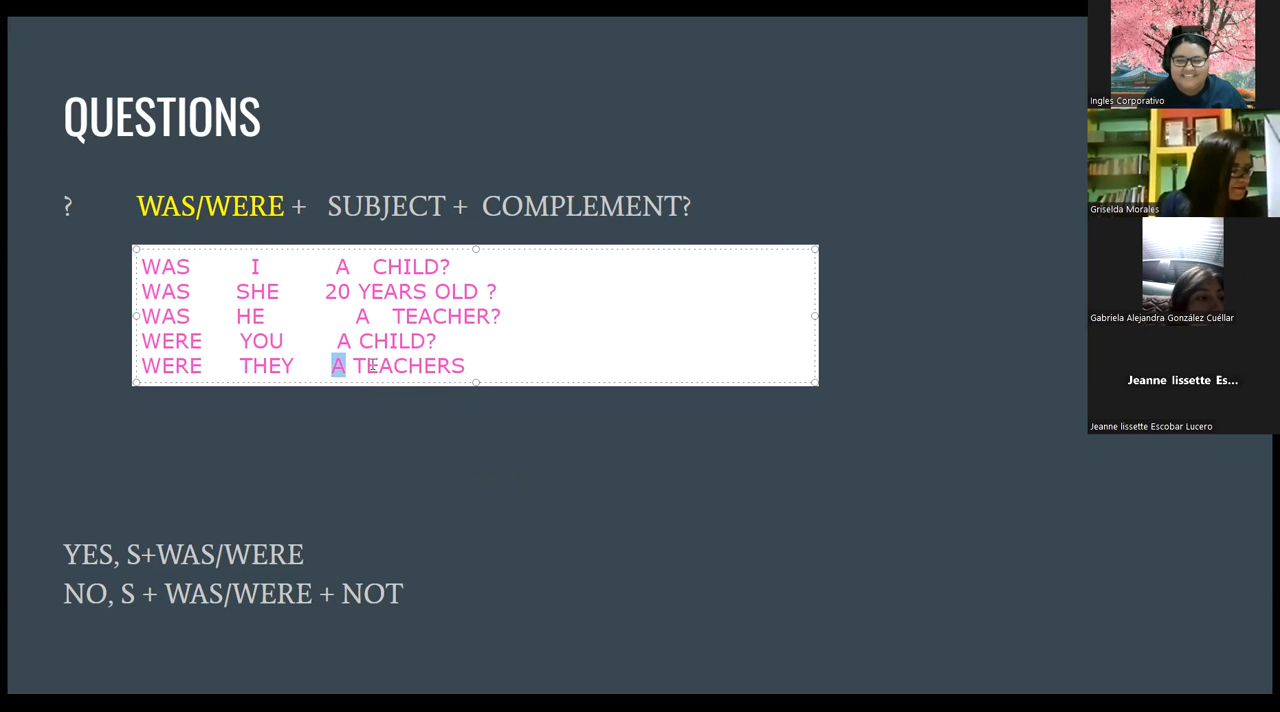 QUESTIONS
? WAS/WERE + SUBJECT + COMPLEMENT?
WAS I A CHILD?
WAS SHE 20 YEARS OLD ?
WAS HE A TEACHER?
WERE YOU A CHILD?
WERE THEY A TEACHERS
YES, S+WAS/WERE
NO, S + WAS/WERE + NOT
Ingles Corporativo
Griselda Morales
Gabriela Alejandra González Cuéllar
Jeanne lissette Es...
Jeanne lissette Escobar Lucero